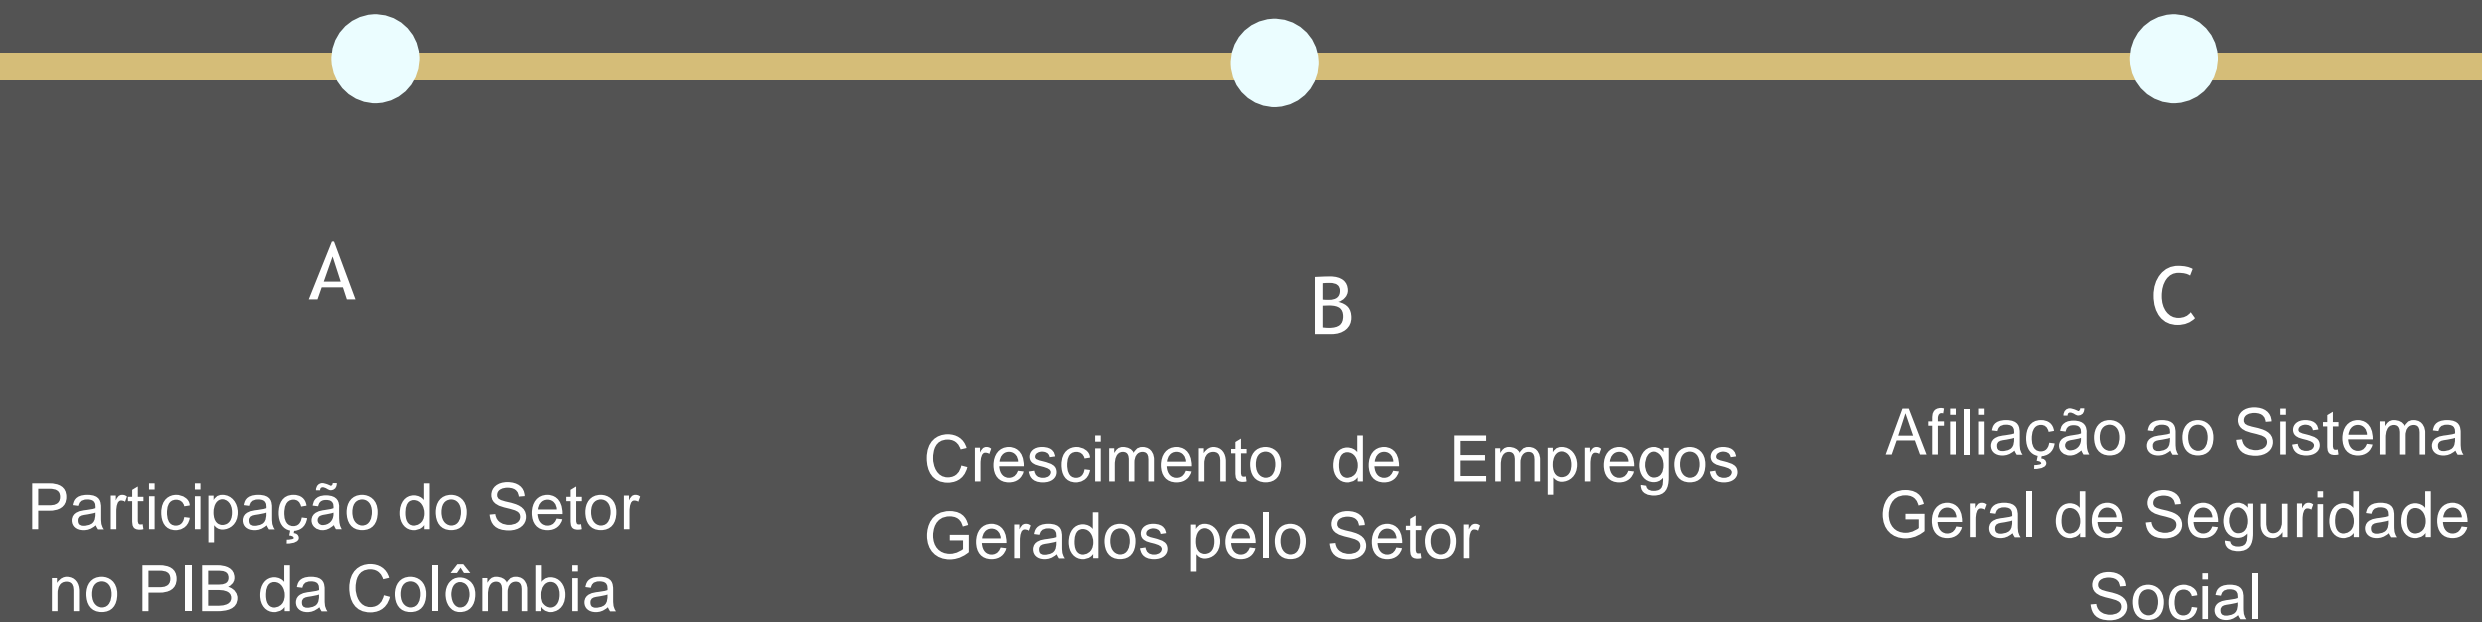 A
Participação do Setor
no PIB da Colômbia
B
Crescimento de Empregos
Gerados pelo Setor
C
Afiliação ao Sistema
Geral de Seguridade
Social